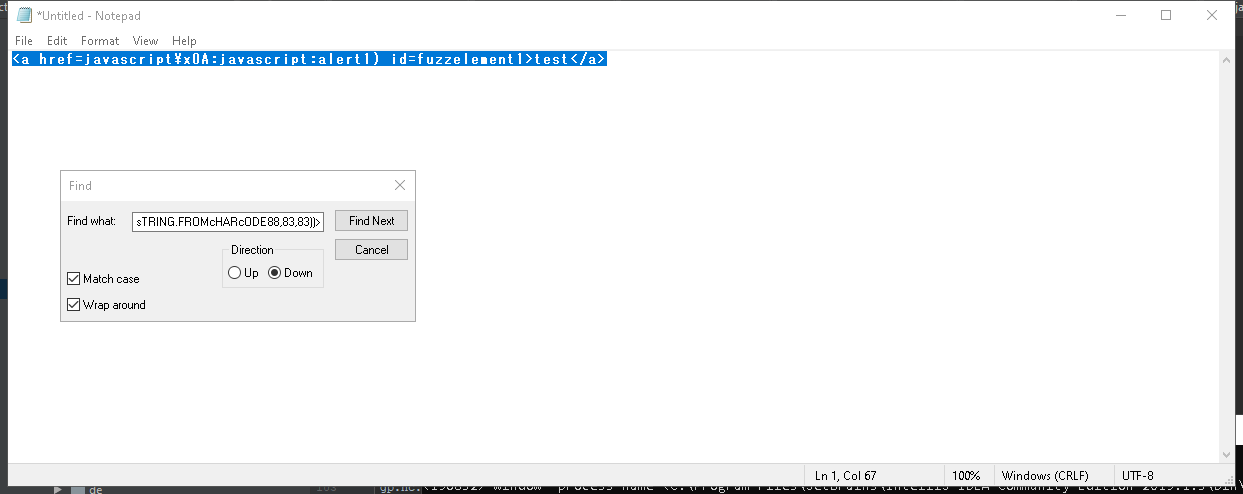 *Untitled - Notepad
File Edit Format View Help
<a href=javascript¥x0A:javascript:alert1) id=fuzzelement1>test</a>
Find
Find what: sTRING.FROMcHARcODE88,83,83))> Find Next
Direction Cancel
Up Down
Match case
Wrap around
Ln 1, Col 67 100% Windows (CRLF) UTF-8
de